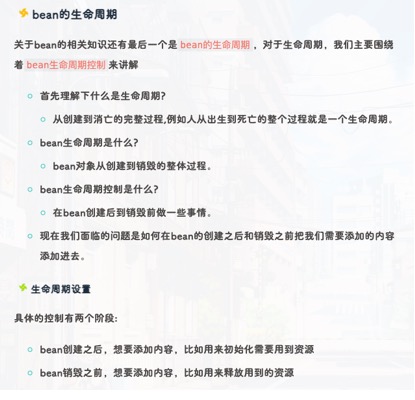 bean的生命周期
关于bean的相关知识还有最后一个是bean的生命周期，对于生命周期，我们主要围绕
着bean生命周期控制来讲解
首先理解下什么是生命周期?
从创建到消亡的完整过程,例如人从出生到死亡的整个过程就是一个生命周期。
bean生命周期是什么?
bean对象从创建到销毁的整体过程。
bean生命周期控制是什么?
在bean创建后到销毁前做一些事情。
现在我们面临的问题是如何在bean的创建之后和销毁之前把我们需要添加的内容
添加进去。
生命周期设置
具体的控制有两个阶段:
bean创建之后，想要添加内容，比如用来初始化需要用到资源
bean销毁之前，想要添加内容，比如用来释放用到的资源